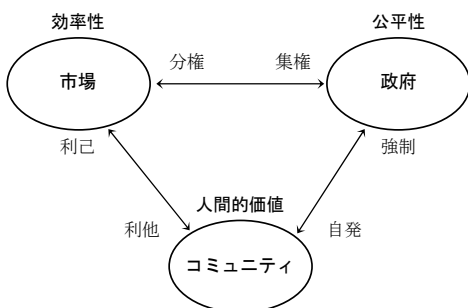 効率性
公平性
市場
分権
集権
政府
利己
強制
人間的価値
利他
自発
コミュニティ